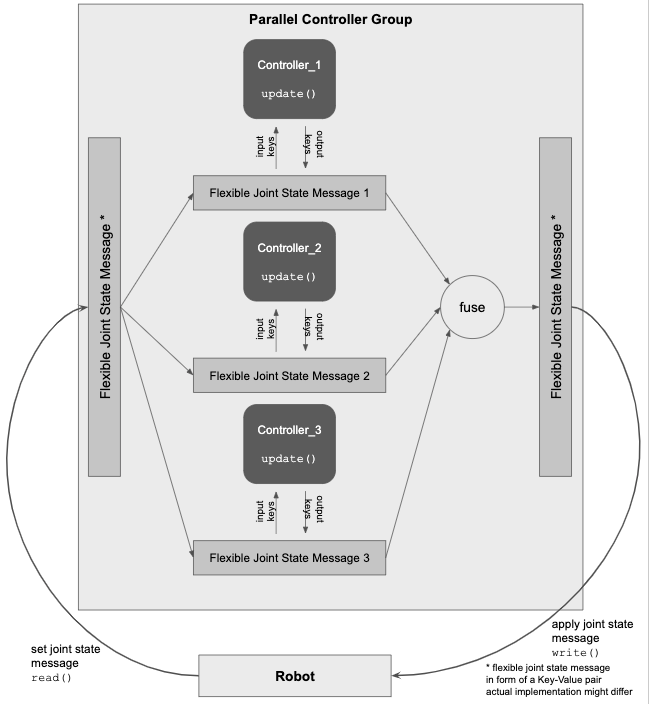 Parallel Controller Group
Controller_1
update()
input
keys
output
keys
Flexible Joint State Message 1
Flexible Joint State Message *
Controller_2
update()
input
keys
output
keys
Flexible Joint State Message 2
fuse
Flexible Joint State Message *
Controller_3
update()
input
keys
output
keys
Flexible Joint State Message 3
set joint state
message
read()
Robot
apply joint state
message
write()
* flexible joint state message
in form of a Key-Value pair
actual implementation might differ